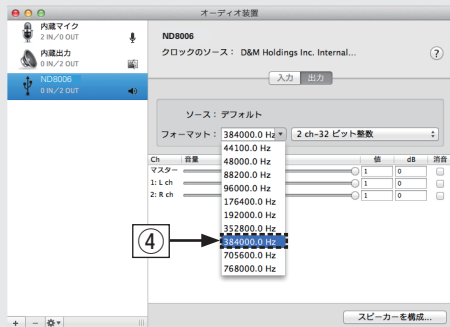 オーディオ装置
内蔵マイク
2 IN/0 OUT
内蔵出力
0 IN/2 OUT
ND8006
0 IN/2 OUT
ND8006
クロックのソース： D&M Holdings Inc. Internal...
?
入力 出力
ソース：デフォルト
フォーマット： 384000.0 Hz 2 ch-32 ビット整数
44100.0 Hz
48000.0 Hz
88200.0 Hz
96000.0 Hz
176400.0 Hz
192000.0 Hz
352800.0 Hz
384000.0 Hz
705600.0 Hz
768000.0 Hz
④
Ch 音量 値 dB 消音
マスター 1 0
1: L ch 1 0
2: R ch 1 0
+ −
スピーカーを構成...